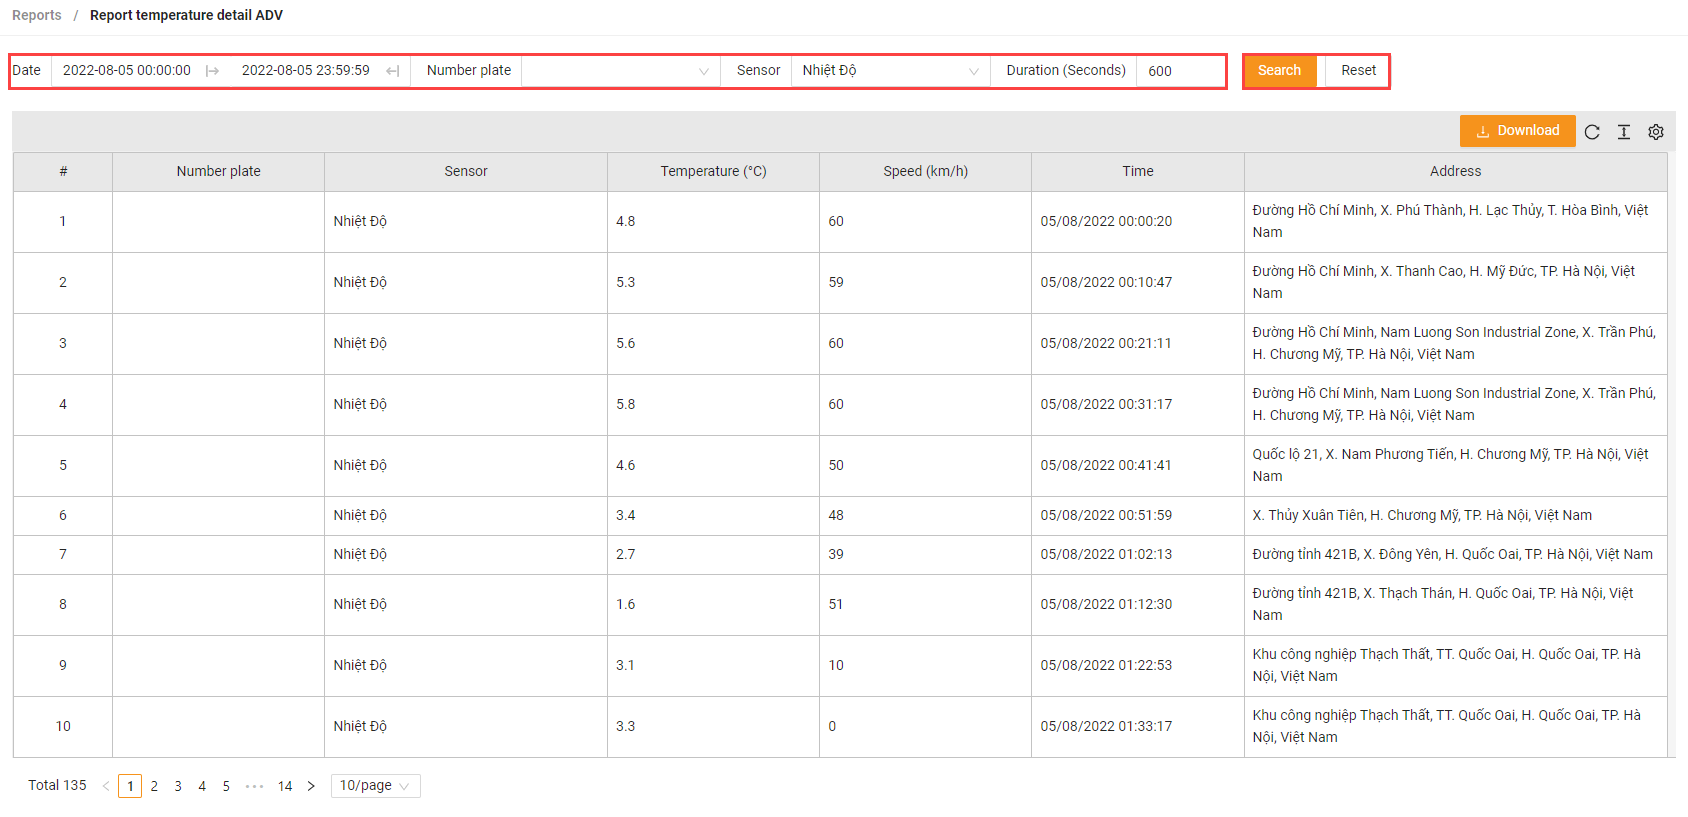 Reports / Report temperature detail ADV
Date 2022-08-05 00:00:00 2022-08-05 23:59:59 Number plate Sensor Nhiệt Độ Duration (Seconds) 600 Search Reset
Download
# Number plate Sensor Temperature (°C) Speed (km/h) Time Address
1 Nhiệt Độ 4.8 60 05/08/2022 00:00:20 Đường Hồ Chí Minh, X. Phú Thành, H. Lạc Thủy, T. Hòa Bình, Việt
Nam
2 Nhiệt Độ 5.3 59 05/08/2022 00:10:47 Đường Hồ Chí Minh, X. Thanh Cao, H. Mỹ Đức, TP. Hà Nội, Việt
Nam
3 Nhiệt Độ 5.6 60 05/08/2022 00:21:11 Đường Hồ Chí Minh, Nam Luong Son Industrial Zone, X. Trần Phú,
H. Chương Mỹ, TP. Hà Nội, Việt Nam
4 Nhiệt Độ 5.8 60 05/08/2022 00:31:17 Đường Hồ Chí Minh, Nam Luong Son Industrial Zone, X. Trần Phú,
H. Chương Mỹ, TP. Hà Nội, Việt Nam
5 Nhiệt Độ 4.6 50 05/08/2022 00:41:41 Quốc lộ 21, X. Nam Phương Tiến, H. Chương Mỹ, TP. Hà Nội, Việt
Nam
6 Nhiệt Độ 3.4 48 05/08/2022 00:51:59 X. Thủy Xuân Tiên, H. Chương Mỹ, TP. Hà Nội, Việt Nam
7 Nhiệt Độ 2.7 39 05/08/2022 01:02:13 Đường tỉnh 421B, X. Đông Yên, H. Quốc Oai, TP. Hà Nội, Việt Nam
8 Nhiệt Độ 1.6 51 05/08/2022 01:12:30 Đường tỉnh 421B, X. Thạch Thán, H. Quốc Oai, TP. Hà Nội, Việt
Nam
9 Nhiệt Độ 3.1 10 05/08/2022 01:22:53 Khu công nghiệp Thạch Thất, TT. Quốc Oai, H. Quốc Oai, TP. Hà
Nội, Việt Nam
10 Nhiệt Độ 3.3 0 05/08/2022 01:33:17 Khu công nghiệp Thạch Thất, TT. Quốc Oai, H. Quốc Oai, TP. Hà
Nội, Việt Nam
Total 135 < 1 2 3 4 5 ••• 14 > 10/page